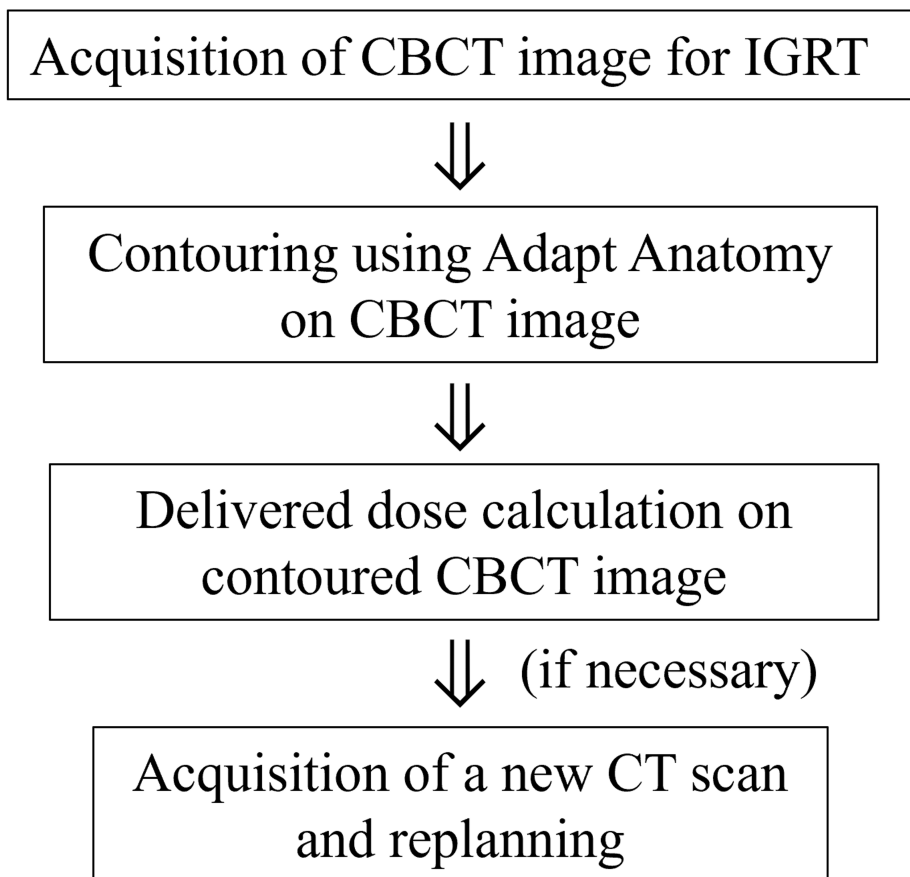 Acquisition of CBCT image for IGRT
Contouring using Adapt Anatomy
on CBCT image
Delivered dose calculation on
contoured CBCT image
(if necessary)
Acquisition of a new CT scan
and replanning